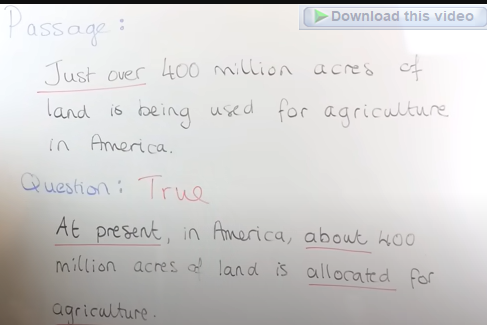 Download this video
Passage:
Just over 400 million acres of
land is being used for agriculture
in America.
Question: True
At present, in America, about 400
million acres of land is allocated for
agriculture.